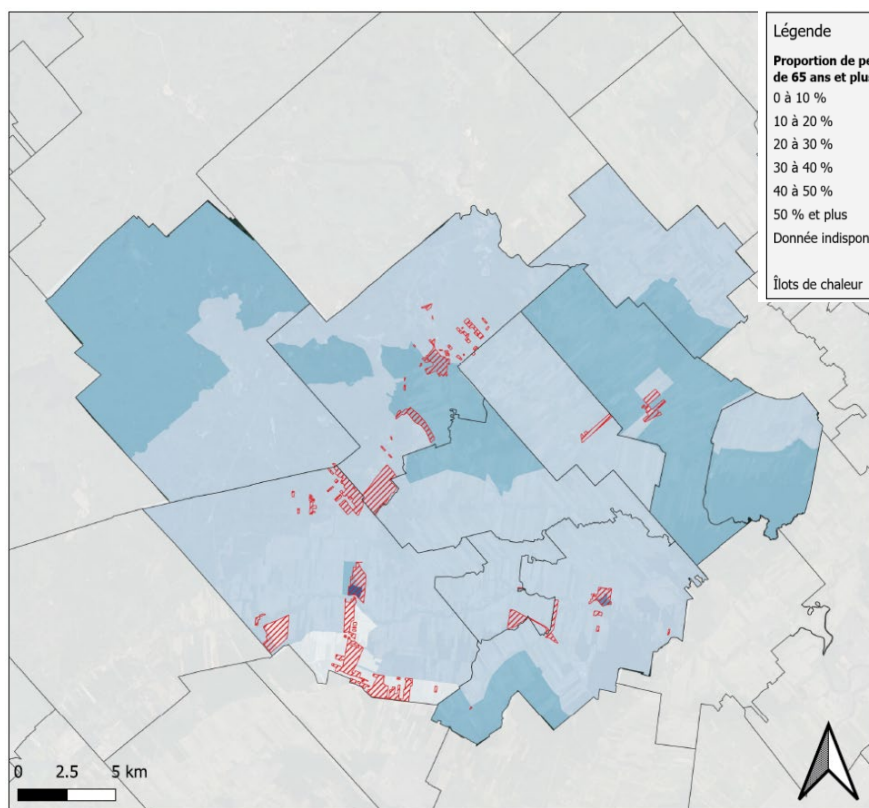 Légende
Proportion de pe
de 65 ans et plus
0 à 10 %
10 à 20 %
20 à 30 %
30 à 40 %
40 à 50 %
50 % et plus
Donnée indispon
Îlots de chaleur
0 2.5 5 km